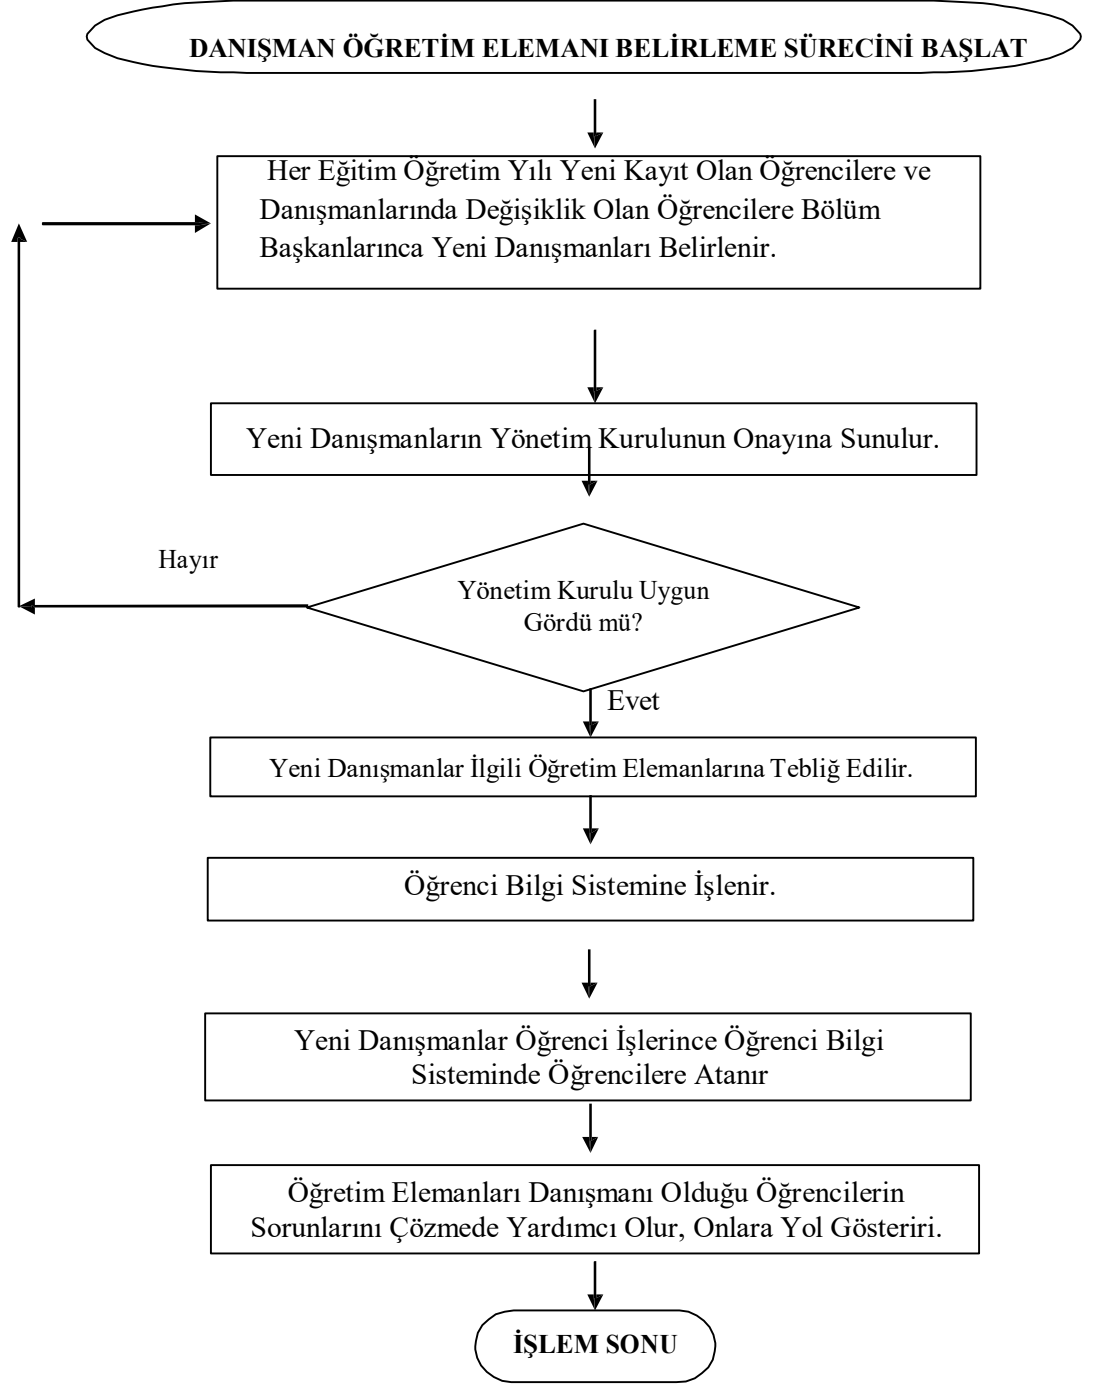 DANIŞMAN ÖĞRETİM ELEMANI BELİRLEME SÜRECİNİ BAŞLAT
Her Eğitim Öğretim Yılı Yeni Kayıt Olan Öğrencilere ve
Danışmanlarında Değişiklik Olan Öğrencilere Bölüm
Başkanlarınca Yeni Danışmanları Belirlenir.
Yeni Danışmanların Yönetim Kurulunun Onayına Sunulur.
Hayır
Yönetim Kurulu Uygun
Gördü mü?
Evet
Yeni Danışmanlar İlgili Öğretim Elemanlarına Tebliğ Edilir.
Öğrenci Bilgi Sistemine İşlenir.
Yeni Danışmanlar Öğrenci İşlerince Öğrenci Bilgi
Sisteminde Öğrencilere Atanır
Öğretim Elemanları Danışmanı Olduğu Öğrencilerin
Sorunlarını Çözmede Yardımcı Olur, Onlara Yol Gösteriri.
İŞLEM SONU